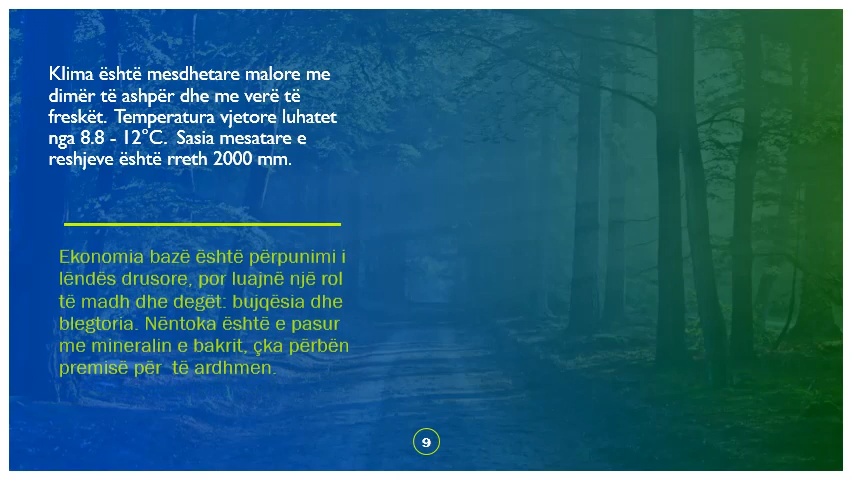 Klima është mesdhetare malore me
dimër të ashpër dhe me verë të
freskët. Temperatura vjetore luhatet
nga 8.8 - 12°C. Sasia mesatare e
reshjeve është rreth 2000 mm.
Ekonomia bazë është përpunimi i
lëndës drusore, por luajnë një rol
të madh dhe degët: bujqësia dhe
blegtoria. Nëntoka është e pasur
me mineralin e bakrit, çka përbën
premisë për  të ardhmen.
9